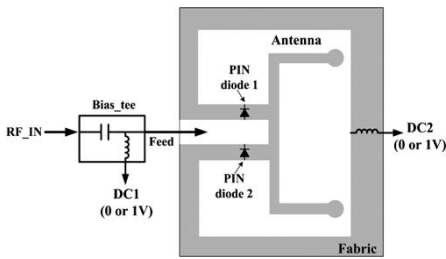 Antenna
PIN
diode 1
Bias_tee
RF_IN
Feed
DC1
(0 or 1V)
PIN
diode 2
DC2
(0 or 1V)
Fabric